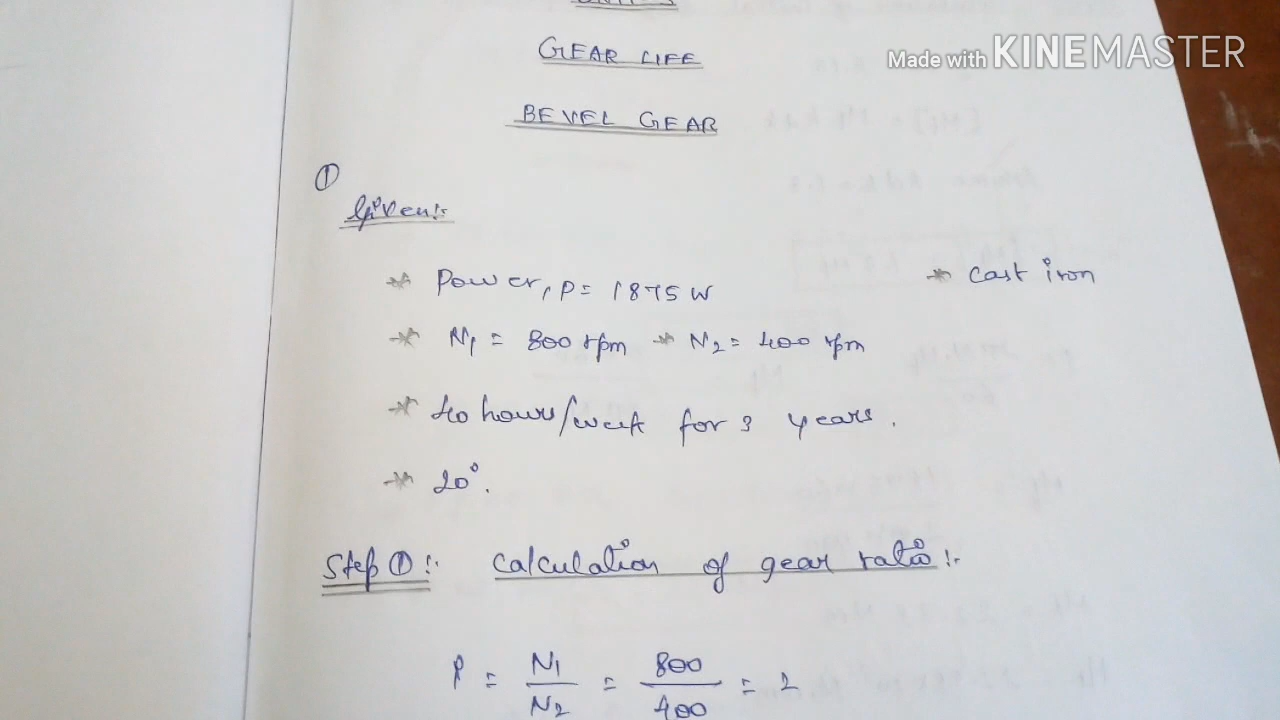 GEAR LIFE
Made with KINEMASTER
BEVEL GEAR
①
Given:-
* Power, P = 1875 W * Cast iron
* N1 = 800 rpm * N2 = 400 rpm
* 40 hours/week for 3 years.
* 20°.
Step ①:- Calculation of gear ratio:-
i = N1/N2 = 800/400 = 2